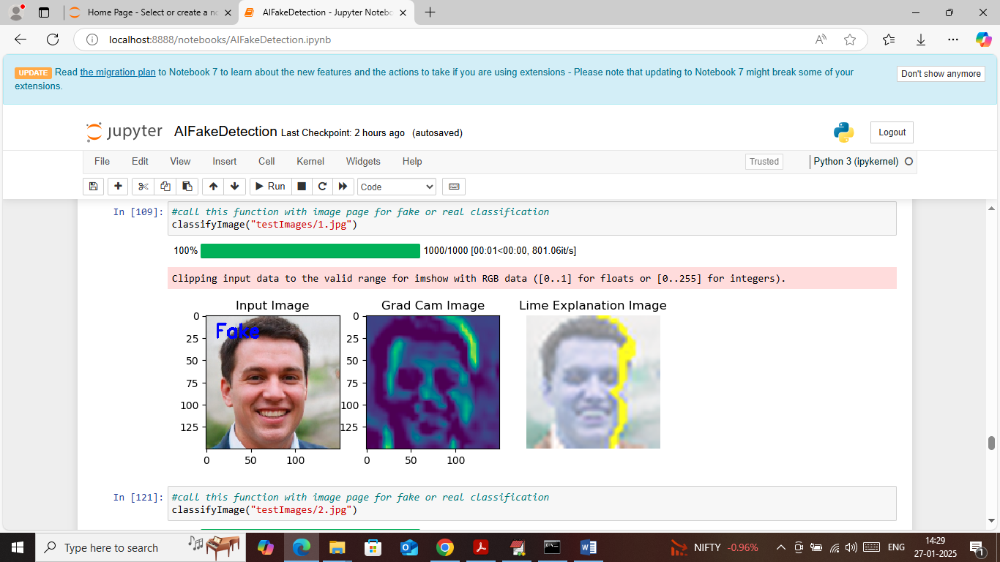 Home Page - Select or create a no
AIFakeDetection - Jupyter Notebo
localhost:8888/notebooks/AIFakeDetection.ipynb
UPDATE Read the migration plan to Notebook 7 to learn about the new features and the actions to take if you are using extensions - Please note that updating to Notebook 7 might break some of your
extensions.
Don't show anymore
jupyter AIFakeDetection Last Checkpoint: 2 hours ago (autosaved)
Logout
File Edit View Insert Cell Kernel Widgets Help
Trusted
Python 3 (ipykernel)
Run
Code
In [109]: #call this function with image page for fake or real classification
classifyImage("testImages/1.jpg")
100% 1000/1000 [00:01<00:00, 801.06it/s]
Clipping input data to the valid range for imshow with RGB data ([0..1] for floats or [0..255] for integers).
Input Image
Fake
0
25
50
75
100
125
0 50 100
Grad Cam Image
0
25
50
75
100
125
0 50 100
Lime Explanation Image
In [121]: #call this function with image page for fake or real classification
classifyImage("testImages/2.jpg")
Type here to search
NIFTY -0.96%
ENG
14:29
27-01-2025
1